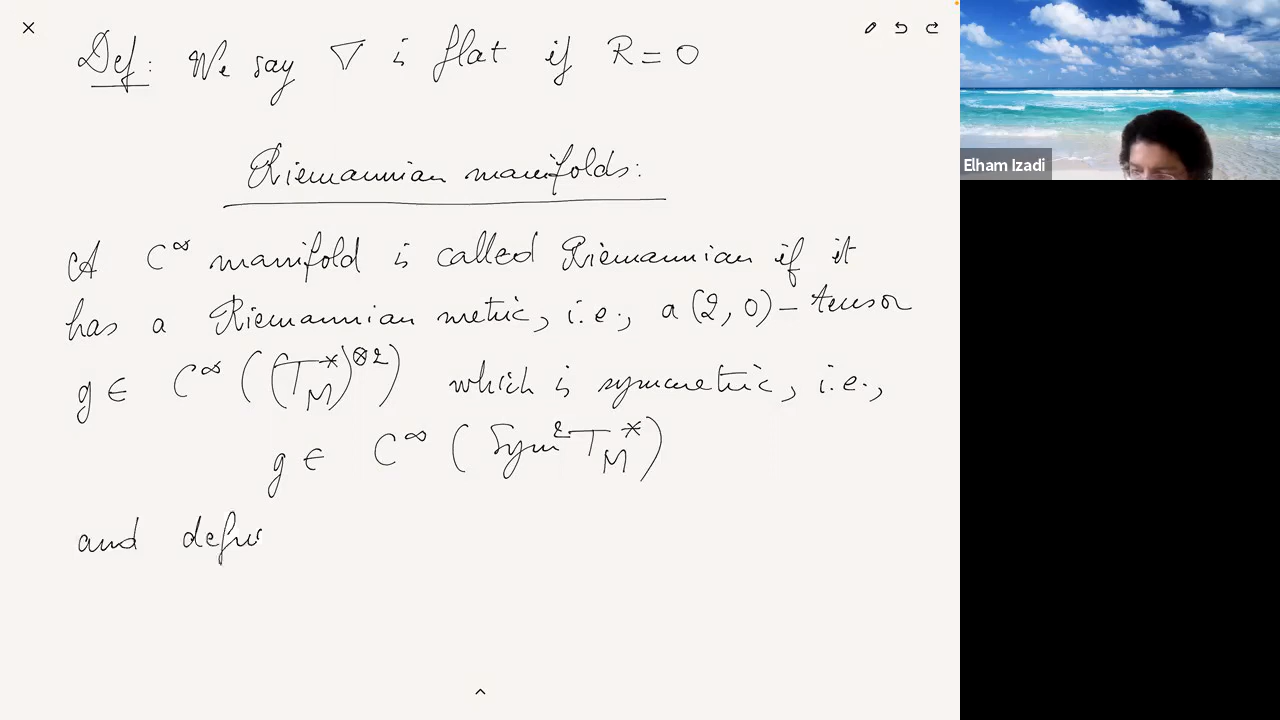 Def: We say ∇ is flat if R = 0
Riemannian manifolds:
A C^∞ manifold is called Riemannian if it
has a Riemannian metric, i.e., a (2, 0) - tensor
g ∈ C^∞ ((T_M^*)^{⊗2}) which is symmetric, i.e.,
g ∈ C^∞ (Sym^2 T_M^*)
and defin
Elham Izadi